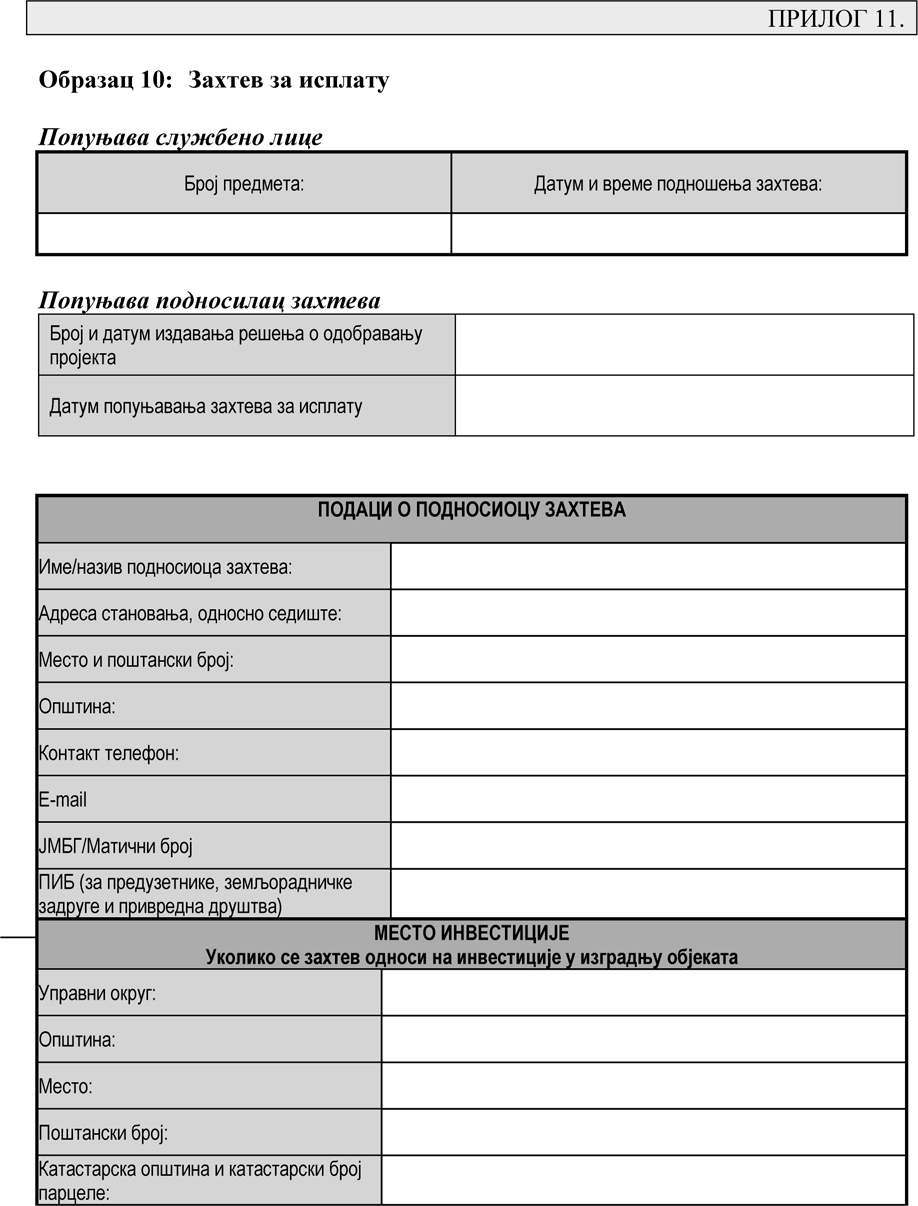 ПРИЛОГ 11.
Образац 10: Захтев за исплату
Попуњава службено лице
Број предмета:
Датум и време подношења захтева:
Попуњава подносилац захтева
Број и датум издавања решења о одобравању
пројекта
Датум попуњавања захтева за исплату
ПОДАЦИ О ПОДНОСИОЦУ ЗАХТЕВА
Име/назив подносиоца захтева:
Адреса становања, односно седиште:
Место и поштански број:
Општина:
Контакт телефон:
E-mail
ЈМБГ/Матични број
ПИБ (за предузетнике, земљорадничке
задруге и привредна друштва)
МЕСТО ИНВЕСТИЦИЈЕ
Уколико се захтев односи на инвестиције у изградњу објеката
Управни округ:
Општина:
Место:
Поштански број:
Катастарска општина и катастарски број
парцеле: